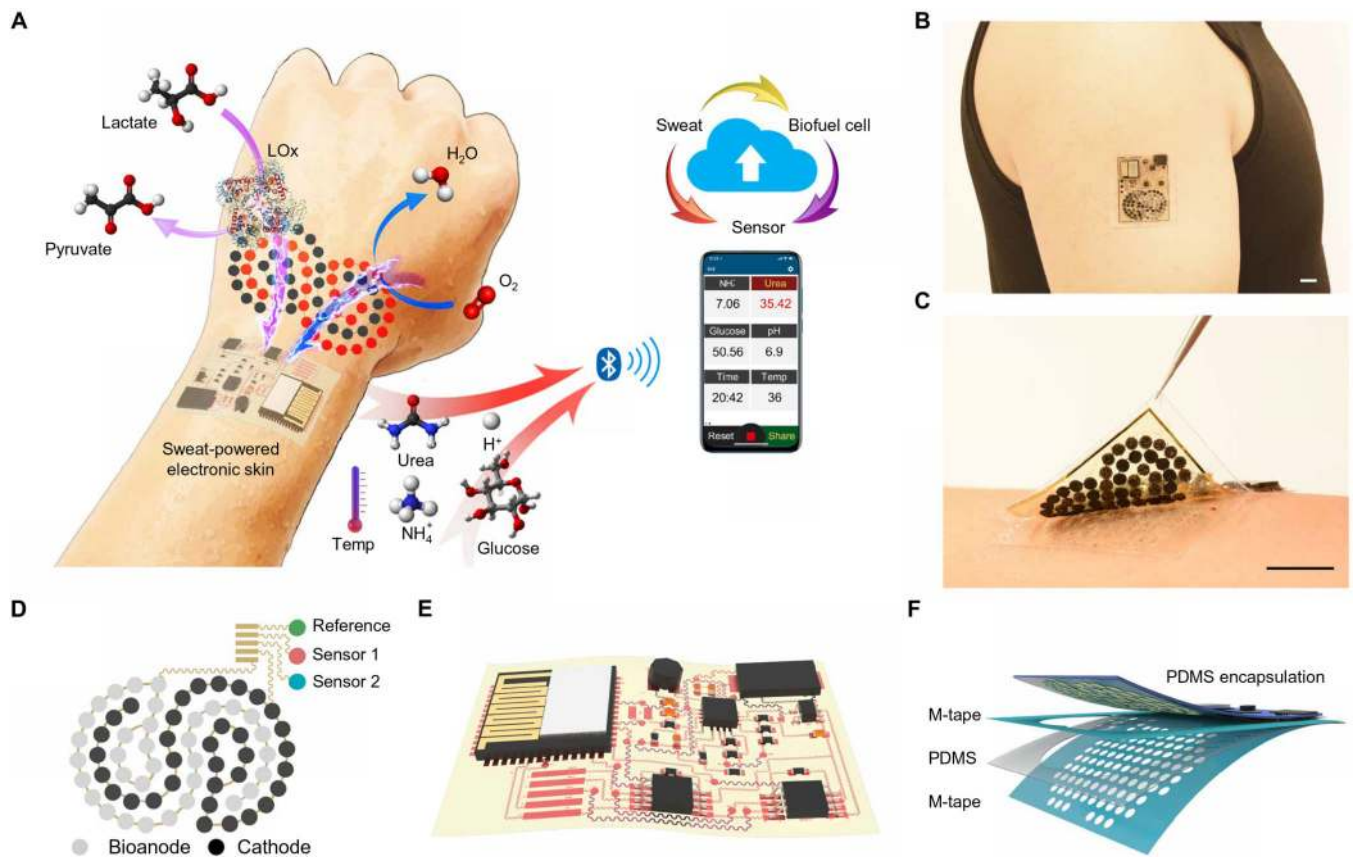 A
Lactate
LOx
H₂O
Pyruvate
O₂
Sweat-powered
electronic skin
Urea
H⁺
Temp
NH₄⁺
Glucose
Sweat
Biofuel cell
Sensor
Urea
7.06
35.42
Glucose
pH
50.56
6.9
Time
Temp
20:42
36
Reset
Share
B
C
D
Reference
Sensor 1
Sensor 2
Bioanode
Cathode
E
F
PDMS encapsulation
M-tape
PDMS
M-tape